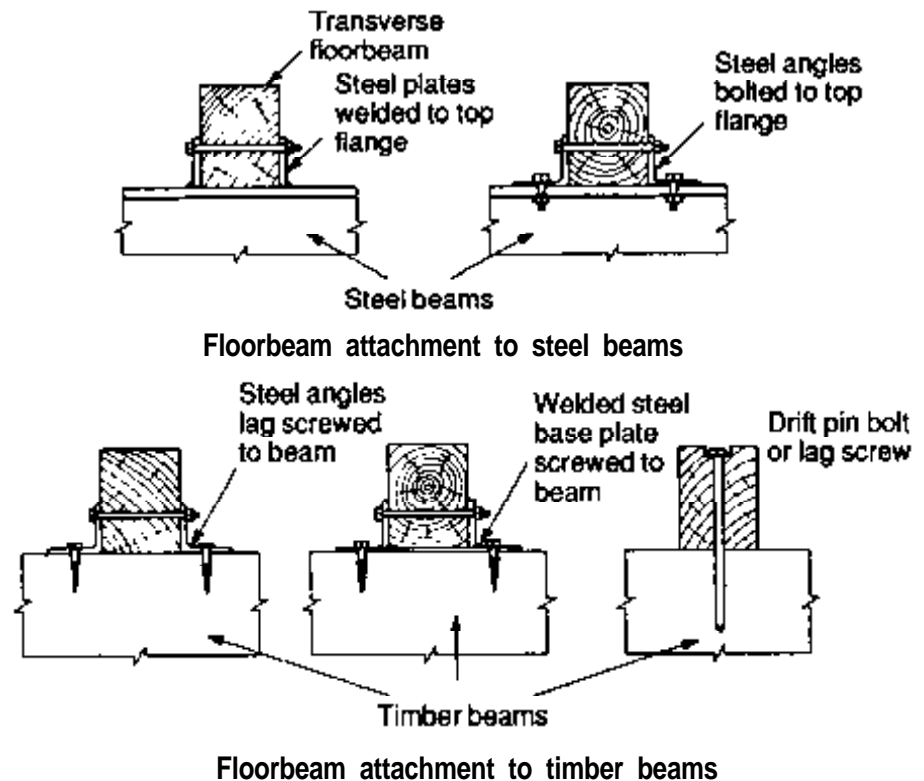 Transverse
floorbeam
Steel plates
welded to top
flange
Steel angles
bolted to top
flange
Steel beams
Floorbeam attachment to steel beams
Steel angles
lag screwed
to beam
Welded steel
base plate
screwed to
beam
Drift pin bolt
or lag screw
Timber beams
Floorbeam attachment to timber beams